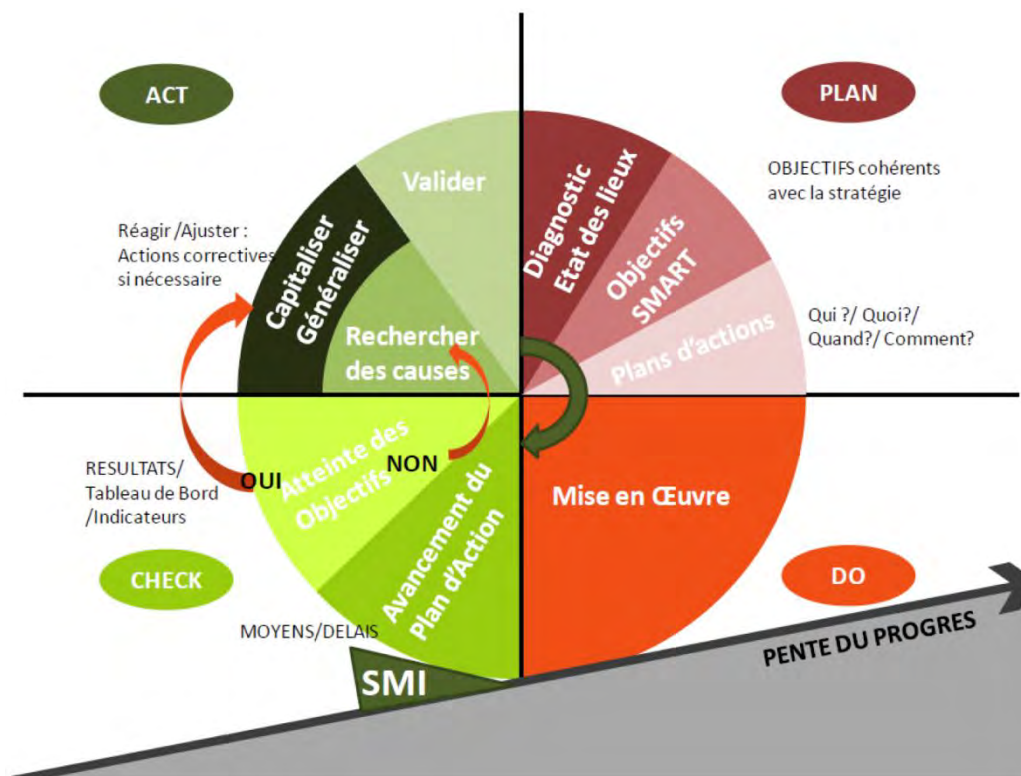 ACT
PLAN
OBJECTIFS cohérents
avec la stratégie
Valider
Diagnostic
Etat des lieux
Objectifs
SMART
Plans d'actions
Qui ?/ Quoi?/
Quand?/ Comment?
Réagir /Ajuster :
Actions correctives
si nécessaire
Capitaliser
Généraliser
Rechercher
des causes
RESULTATS/
Tableau de Bord
/Indicateurs
OUI
Atteinte des
Objectifs
NON
Avancement du
Plan d'Action
Mise en Œuvre
CHECK
DO
MOYENS/DELAIS
SMI
PENTE DU PROGRES